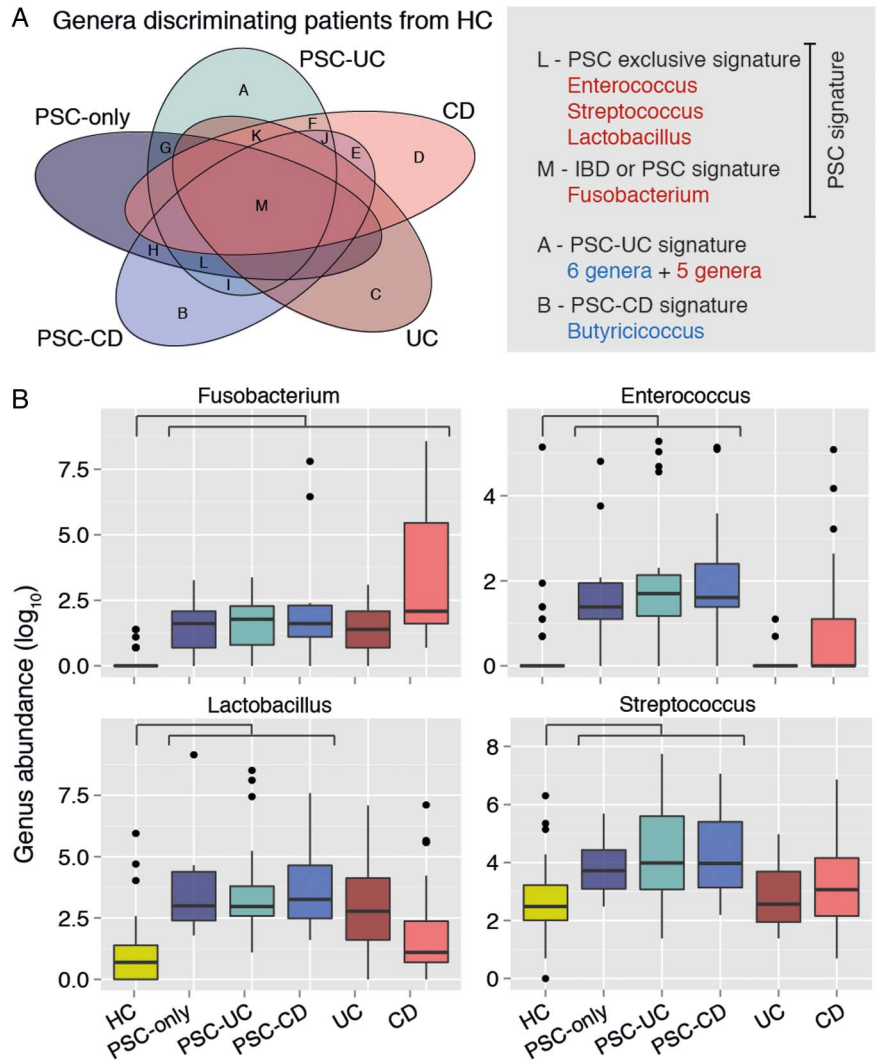 A Genera discriminating patients from HC
PSC-UC
CD
PSC-only
UC
PSC-CD
A
F
K
J
G
E
D
M
H
L
I
B
C
L - PSC exclusive signature
Enterococcus
Streptococcus
Lactobacillus
M - IBD or PSC signature
Fusobacterium
PSC signature
A - PSC-UC signature
6 genera + 5 genera
B - PSC-CD signature
Butyricicoccus
B
Genus abundance (log10)
Fusobacterium
7.5
5.0
2.5
0.0
Enterococcus
4
2
0
Lactobacillus
7.5
5.0
2.5
0.0
Streptococcus
8
6
4
2
0
HC
PSC-only
PSC-UC
PSC-CD
UC
CD
HC
PSC-only
PSC-UC
PSC-CD
UC
CD